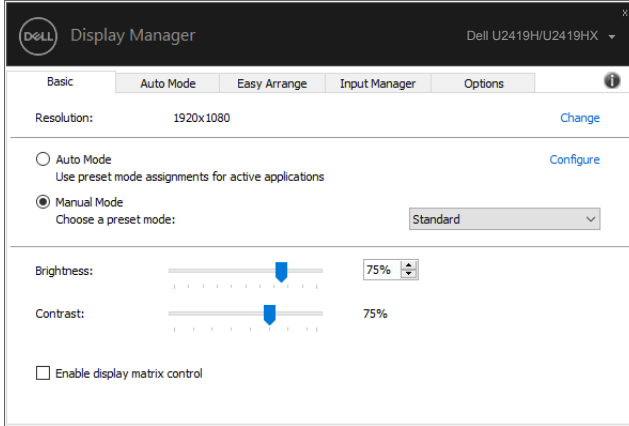 DELL Display Manager
Dell U2419H/U2419HX
Basic Auto Mode Easy Arrange Input Manager Options
Resolution: 1920x1080 Change
Auto Mode Configure
Use preset mode assignments for active applications
Manual Mode
Choose a preset mode: Standard
Brightness: 75%
Contrast: 75%
Enable display matrix control